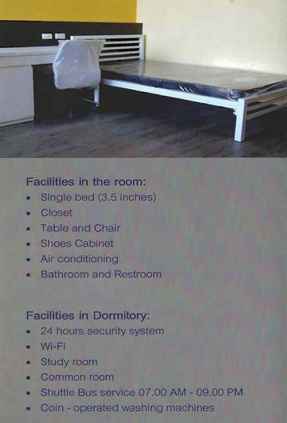 Facilities in the room:
• Single bed (3.5 inches)
• Closet
• Table and Chair
• Shoes Cabinet
• Air conditioning
• Bathroom and Restroom
Facilities in Dormitory:
• 24 hours security system
• Wi-Fi
• Study room
• Common room
• Shuttle Bus service 07.00 AM - 09.00 PM
• Coin - operated washing machines